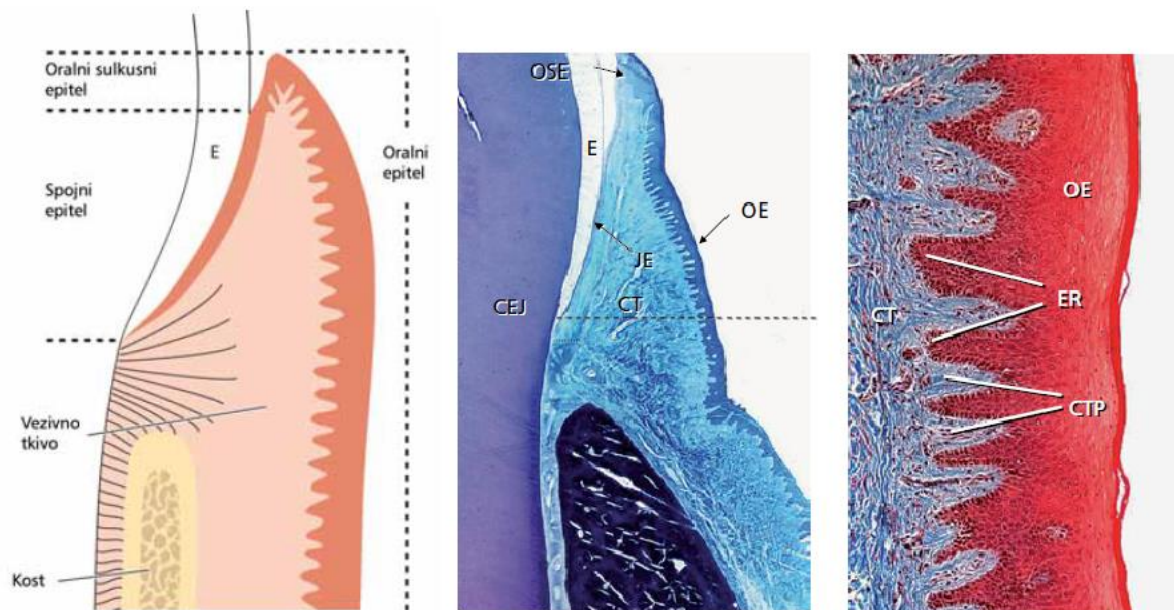 Oralni sulkusni
epitel
E
Oralni
epitel
Spojni
epitel
Vezivno
tkivo
Kost
OSE
E
OE
JE
CEJ
CT
OE
ER
CT
CTP